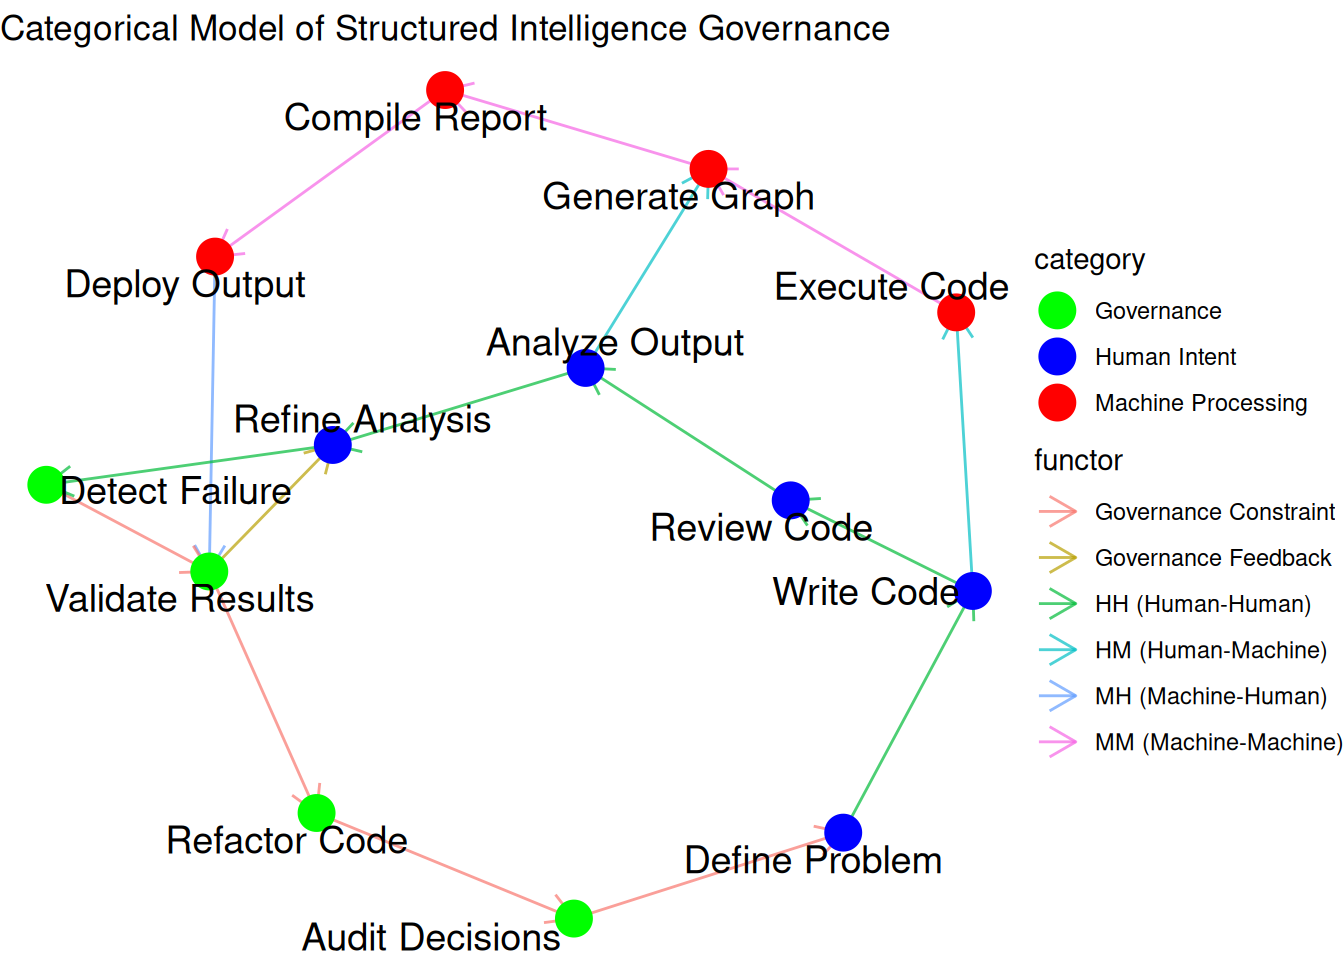 Categorical Model of Structured Intelligence Governance
Compile Report
Generate Graph
Deploy Output
Execute Code
Analyze Output
Refine Analysis
Detect Failure
Review Code
Validate Results
Write Code
Refactor Code
Define Problem
Audit Decisions
category
Governance
Human Intent
Machine Processing
functor
Governance Constraint
Governance Feedback
HH (Human-Human)
HM (Human-Machine)
MH (Machine-Human)
MM (Machine-Machine)